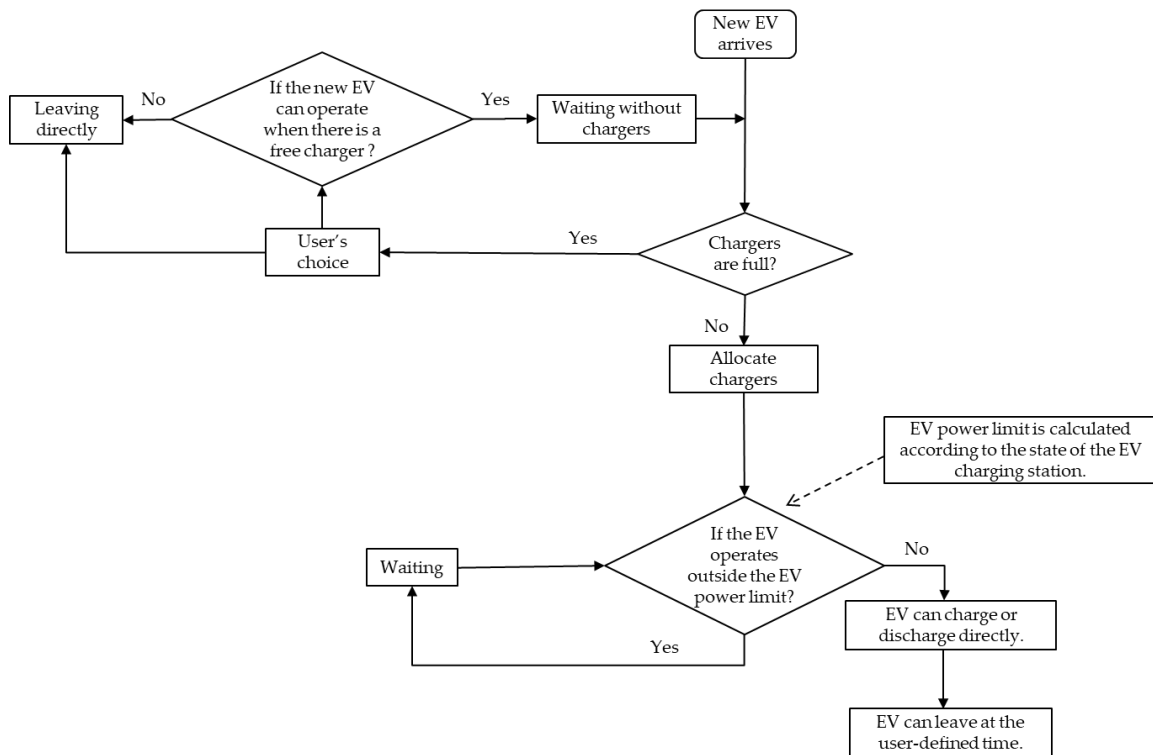 New EV
arrives
If the new EV
can operate
when there is a
free charger ?
No
Yes
Leaving
directly
Waiting without
chargers
User's
choice
Yes
Chargers
are full?
No
Allocate
chargers
EV power limit is calculated
according to the state of the EV
charging station.
If the EV
operates
outside the EV
power limit?
Waiting
No
Yes
EV can charge or
discharge directly.
EV can leave at the
user-defined time.